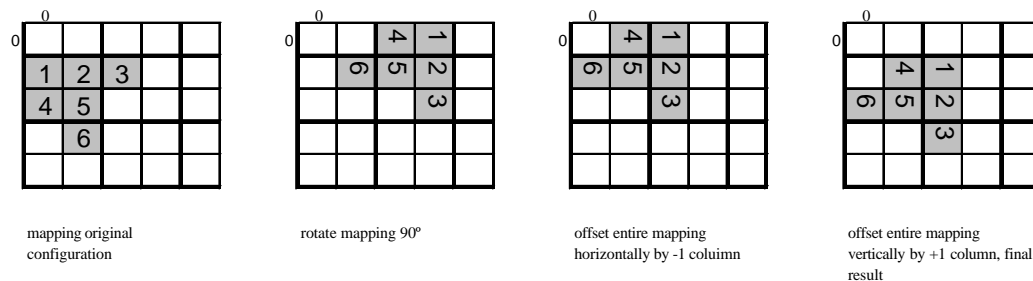 0
0
1 2 3
4 5
6
mapping original
configuration
0
0
4 1
6 5 2
3
rotate mapping 90º
0
0
4 1
6 5 2
3
offset entire mapping
horizontally by -1 coluimn
0
0
4 1
6 5 2
3
offset entire mapping
vertically by +1 column, final
result